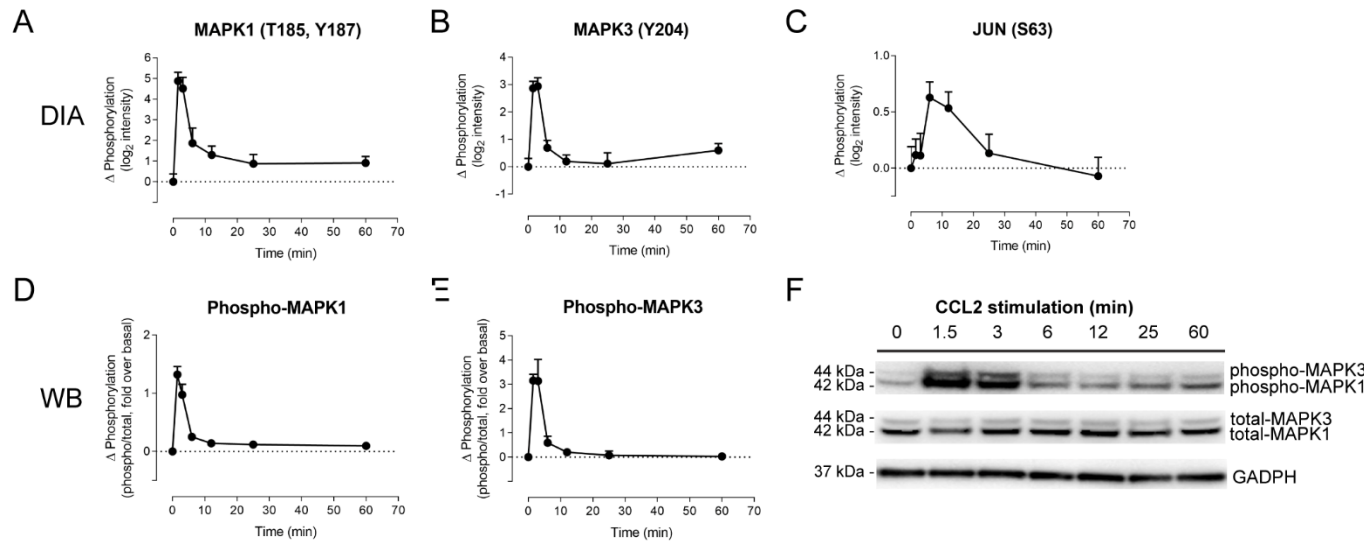 A
MAPK1 (T185, Y187)
Δ Phosphorylation
(log₂ intensity)
6
5
4
3
2
1
0
0 10 20 30 40 50 60 70
Time (min)
B
MAPK3 (Y204)
Δ Phosphorylation
(log₂ intensity)
4
3
2
1
0
-1
0 10 20 30 40 50 60 70
Time (min)
C
JUN (S63)
Δ Phosphorylation
(log₂ intensity)
1.0
0.5
0.0
0 10 20 30 40 50 60 70
Time (min)
DIA
D
Phospho-MAPK1
Δ Phosphorylation
(phospho/total, fold over basal)
2
1
0
0 10 20 30 40 50 60 70
Time (min)
E
Phospho-MAPK3
Δ Phosphorylation
(phospho/total, fold over basal)
5
4
3
2
1
0
0 10 20 30 40 50 60 70
Time (min)
WB
F
CCL2 stimulation (min)
0 1.5 3 6 12 25 60
44 kDa - phospho-MAPK3
42 kDa - phospho-MAPK1
44 kDa - total-MAPK3
42 kDa - total-MAPK1
37 kDa - GADPH